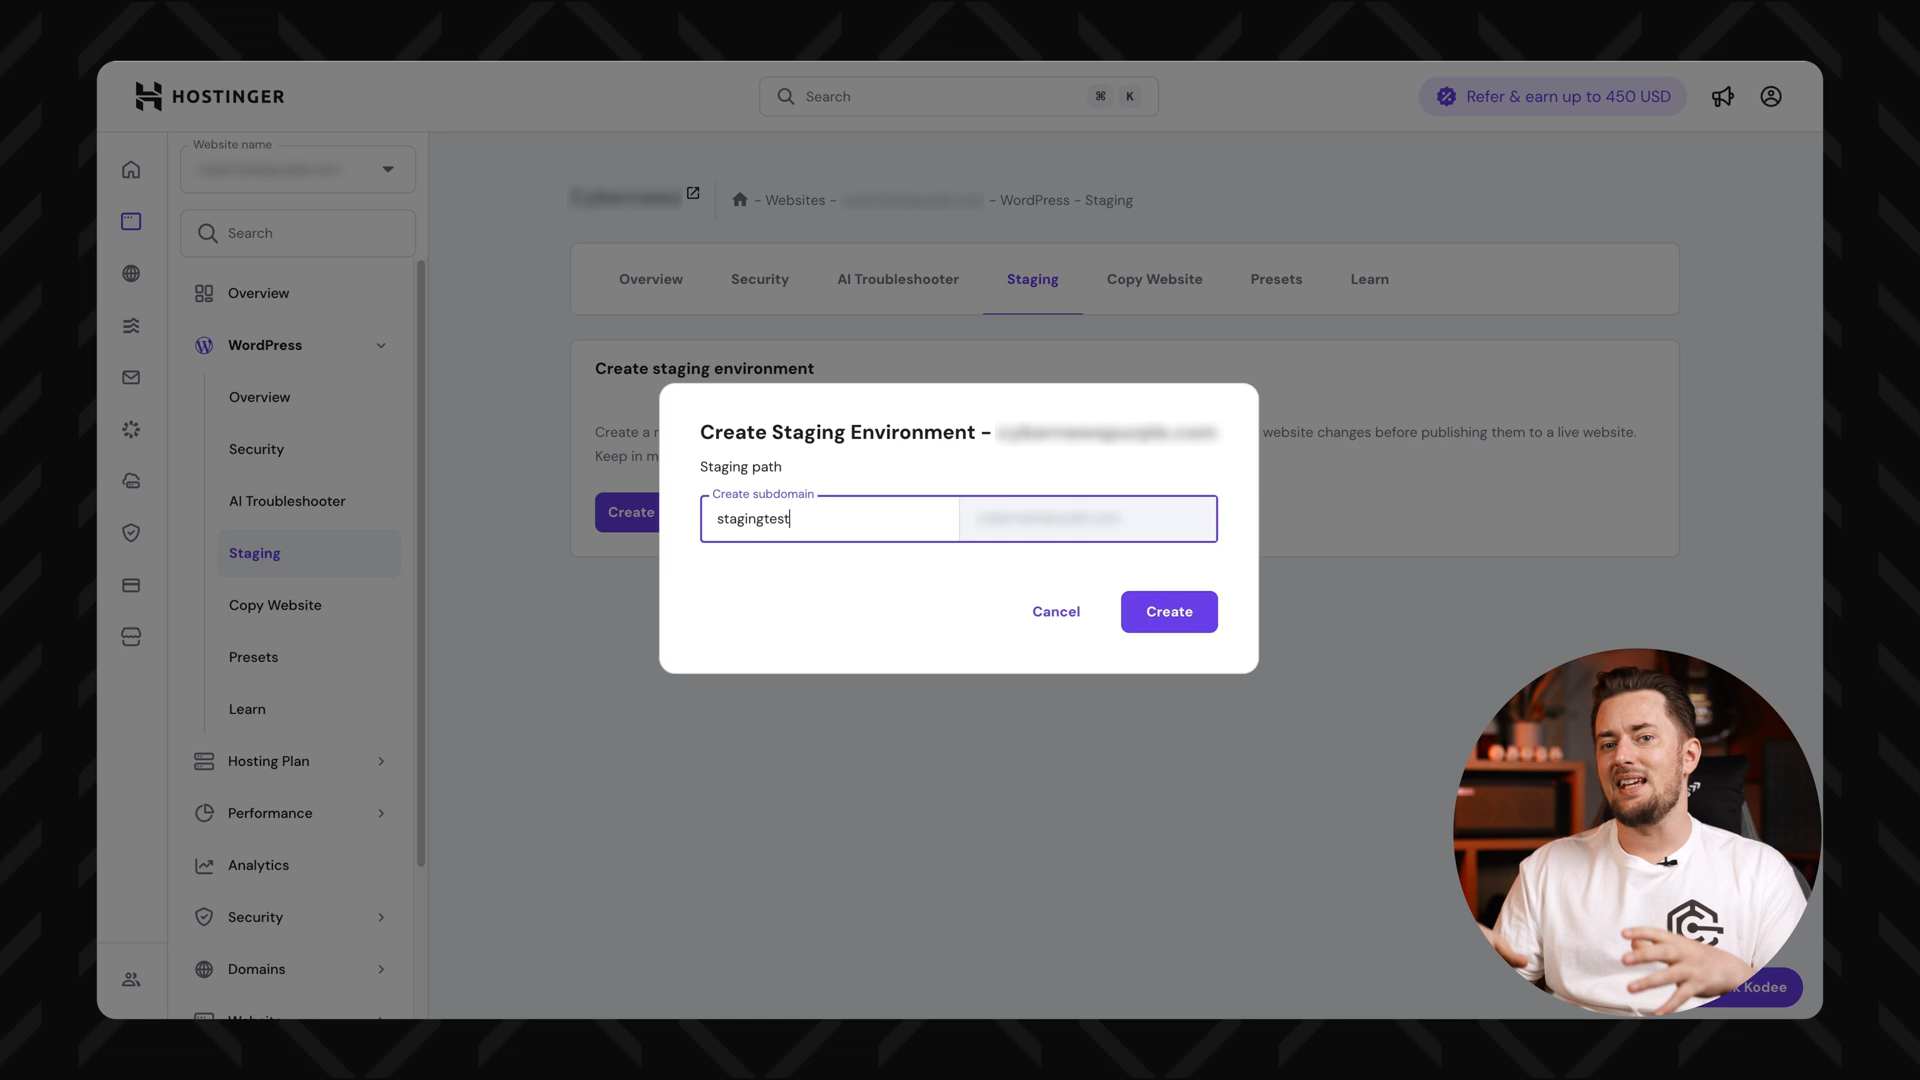 HOSTINGER
Search
⌘ K
Refer & earn up to 450 USD
Website name
Search
Overview
WordPress
Overview
Security
AI Troubleshooter
Staging
Copy Website
Presets
Learn
Hosting Plan
Performance
Analytics
Security
Domains
- Websites -
- WordPress - Staging
Overview
Security
AI Troubleshooter
Staging
Copy Website
Presets
Learn
Create staging environment
Create a
website changes before publishing them to a live website.
Keep in
Create
Create Staging Environment -
Staging path
Create subdomain
stagingtest
Cancel
Create
Kodee